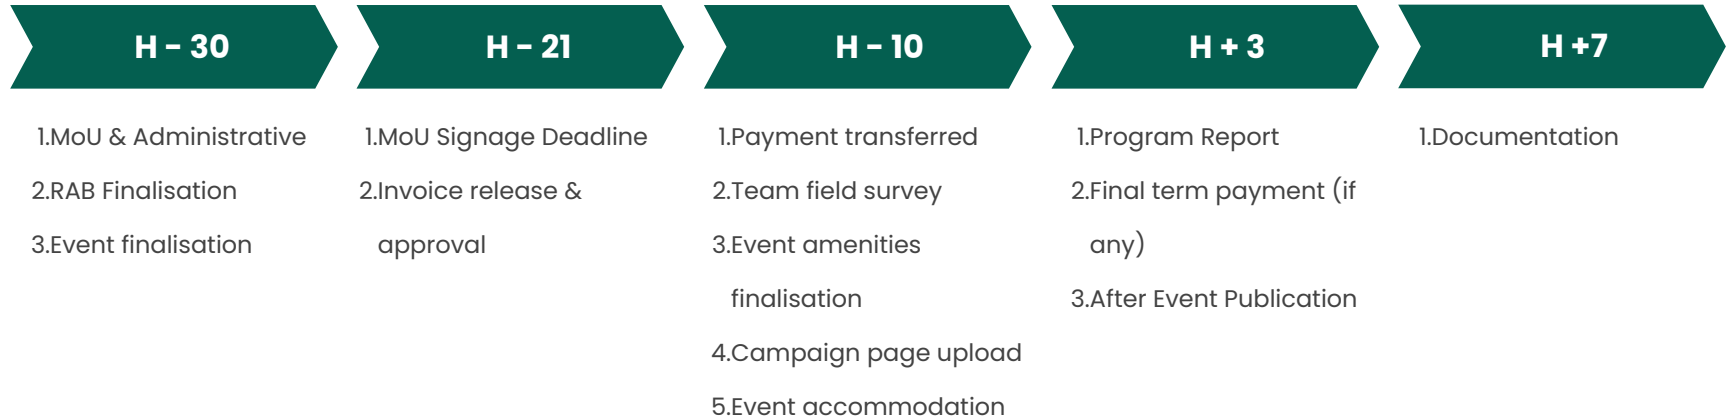 H - 30
1.MoU & Administrative
2.RAB Finalisation
3.Event finalisation
H - 21
1.MoU Signage Deadline
2.Invoice release &
approval
H - 10
1.Payment transferred
2.Team field survey
3.Event amenities
finalisation
4.Campaign page upload
5.Event accommodation
H + 3
1.Program Report
2.Final term payment (if
any)
3.After Event Publication
H +7
1.Documentation